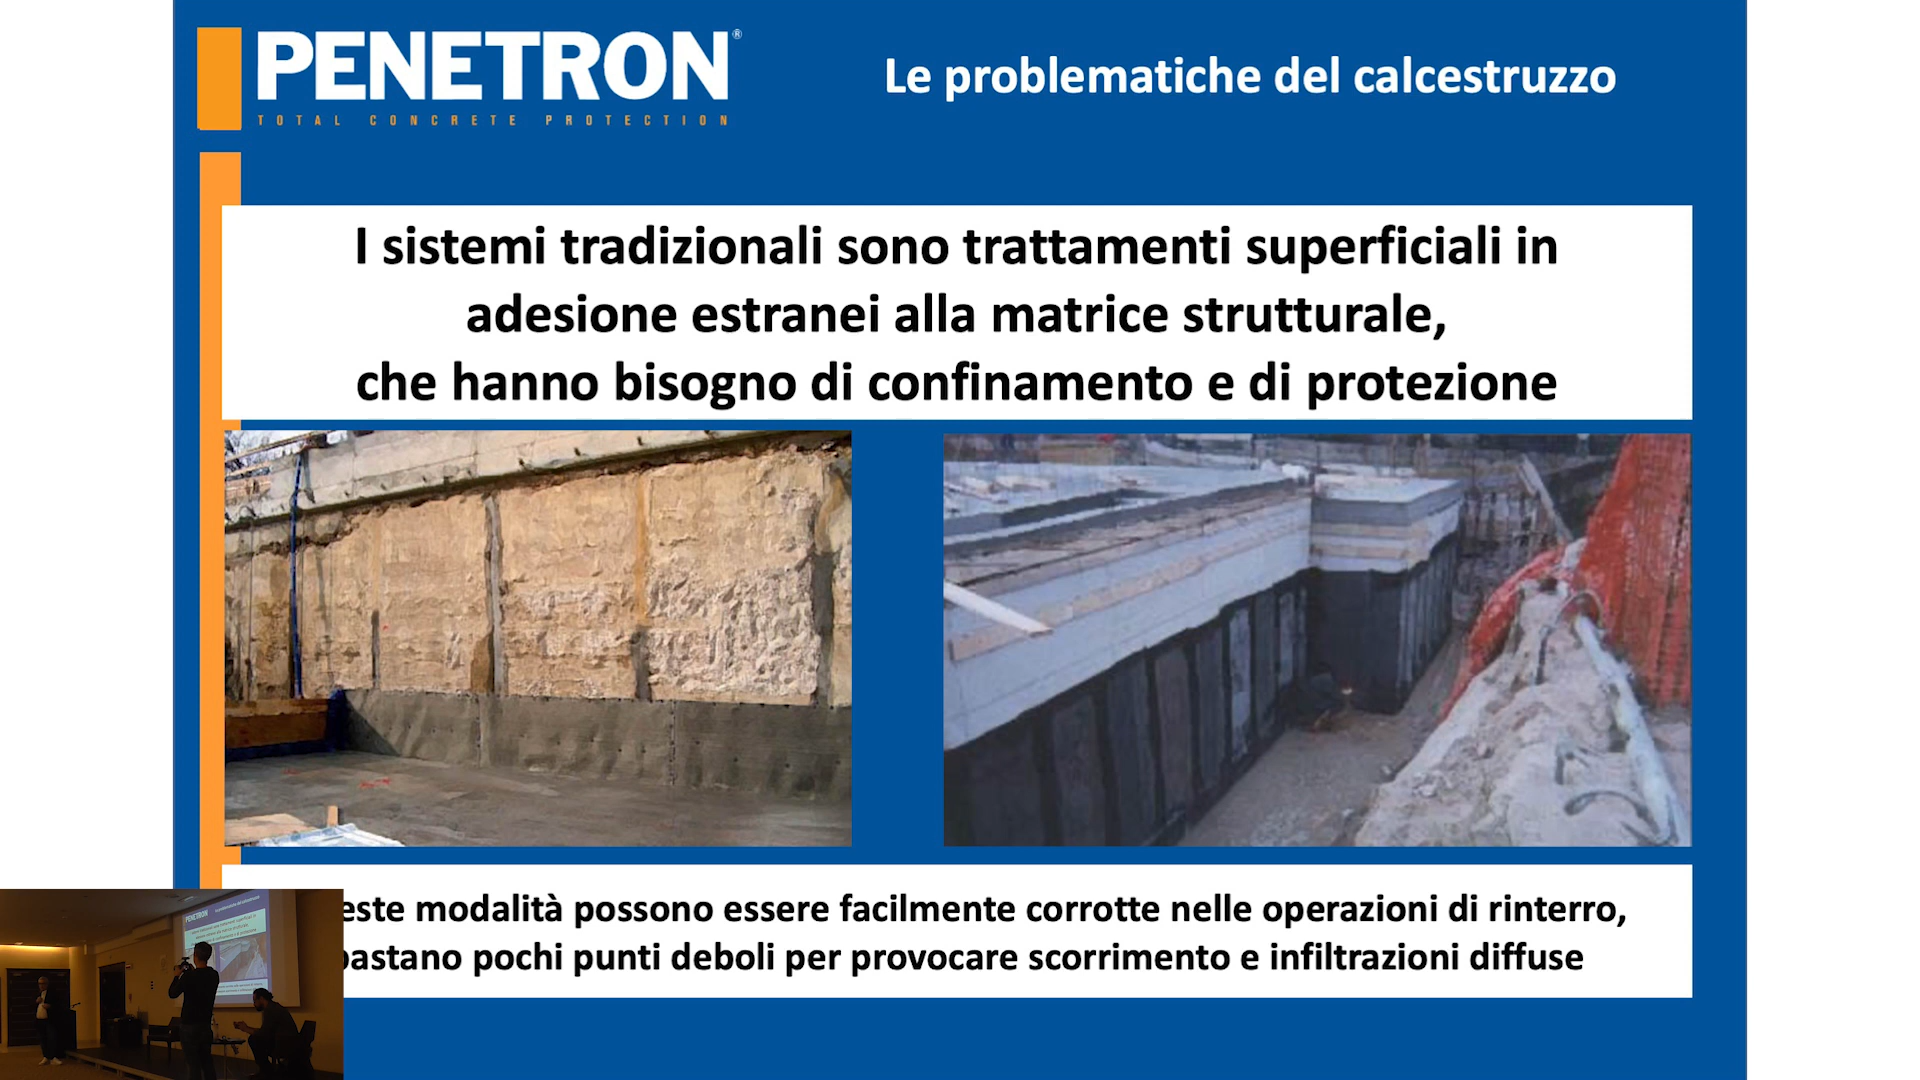 PENETRON®
TOTAL CONCRETE PROTECTION
Le problematiche del calcestruzzo
I sistemi tradizionali sono trattamenti superficiali in
adesione estranei alla matrice strutturale,
che hanno bisogno di confinamento e di protezione
este modalità possono essere facilmente corrotte nelle operazioni di rinterro,
bastano pochi punti deboli per provocare scorrimento e infiltrazioni diffuse
PENETRON